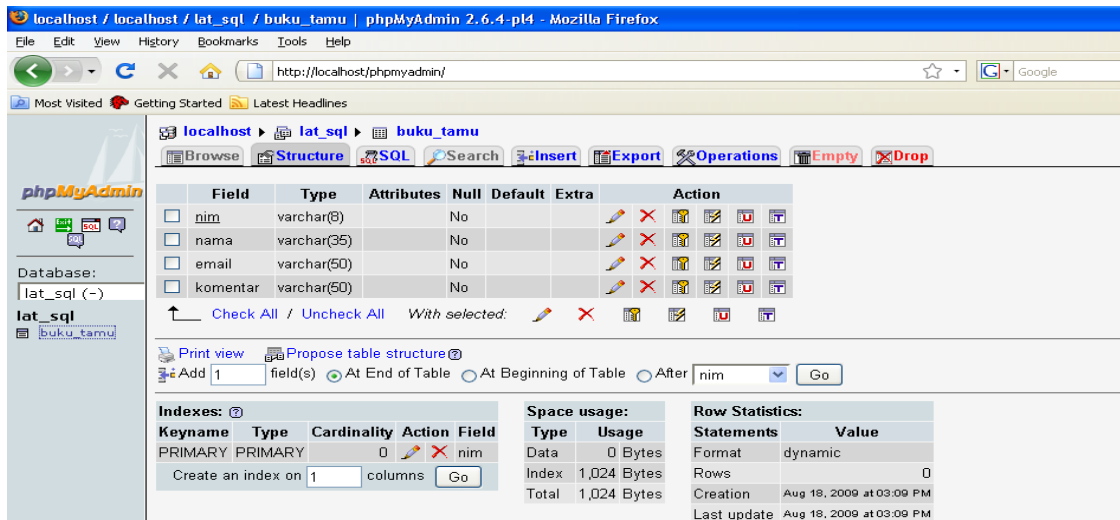 localhost / localhost / lat_sql / buku_tamu | phpMyAdmin 2.6.4-pl4 - Mozilla Firefox
File Edit View History Bookmarks Tools Help
http://localhost/phpmyadmin/
G Google
Most Visited Getting Started Latest Headlines
phpMyAdmin
Exit
SQL
SQL
Database:
lat_sql (-)
lat_sql
buku_tamu
localhost lat_sql buku_tamu
Browse Structure SQL Search Insert Export Operations Empty Drop
Field Type Attributes Null Default Extra Action
nim varchar(8) No
nama varchar(35) No
email varchar(50) No
komentar varchar(50) No
Check All / Uncheck All With selected:
Print view Propose table structure
Add 1 field(s) At End of Table At Beginning of Table After nim Go
Indexes:
Keyname Type Cardinality Action Field
PRIMARY PRIMARY 0 nim
Create an index on 1 columns Go
Space usage:
Type Usage
Data 0 Bytes
Index 1,024 Bytes
Total 1,024 Bytes
Row Statistics:
Statements Value
Format dynamic
Rows 0
Creation Aug 18, 2009 at 03:09 PM
Last update Aug 18, 2009 at 03:09 PM